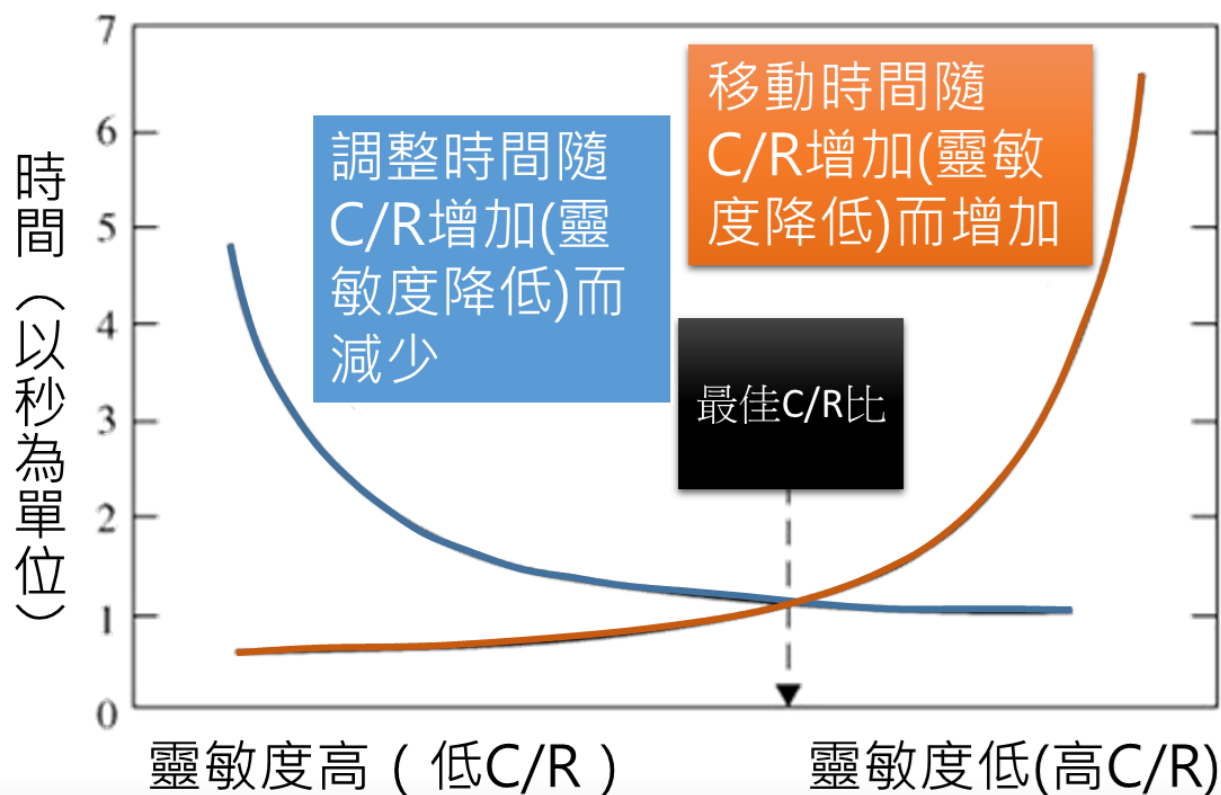 7
6
5
4
3
2
1
0
時間（以秒為單位）
調整時間隨
C/R增加(靈
敏度降低)而
減少
移動時間隨
C/R增加(靈敏
度降低)而增加
最佳C/R比
靈敏度高（低C/R）
靈敏度低(高C/R)